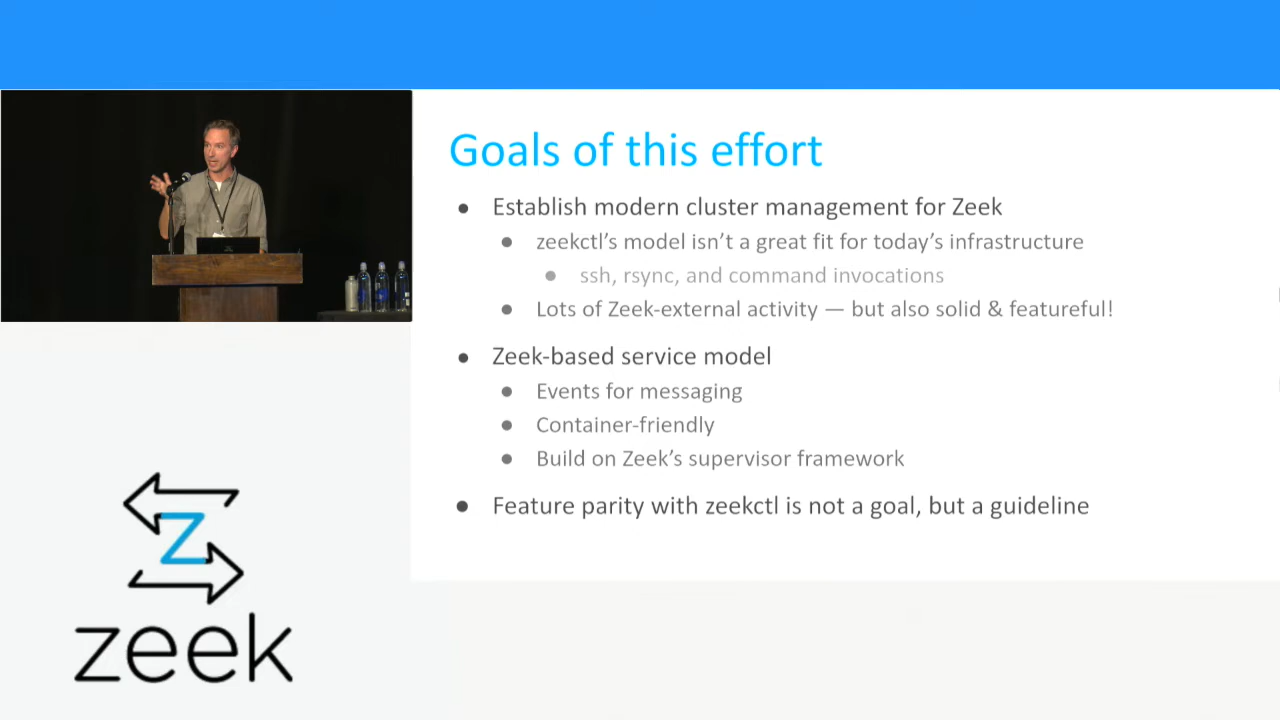 Goals of this effort
● Establish modern cluster management for Zeek
● zeekctl’s model isn’t a great fit for today’s infrastructure
● ssh, rsync, and command invocations
● Lots of Zeek-external activity — but also solid & featureful!
● Zeek-based service model
● Events for messaging
● Container-friendly
● Build on Zeek’s supervisor framework
● Feature parity with zeekctl is not a goal, but a guideline
Z
zeek